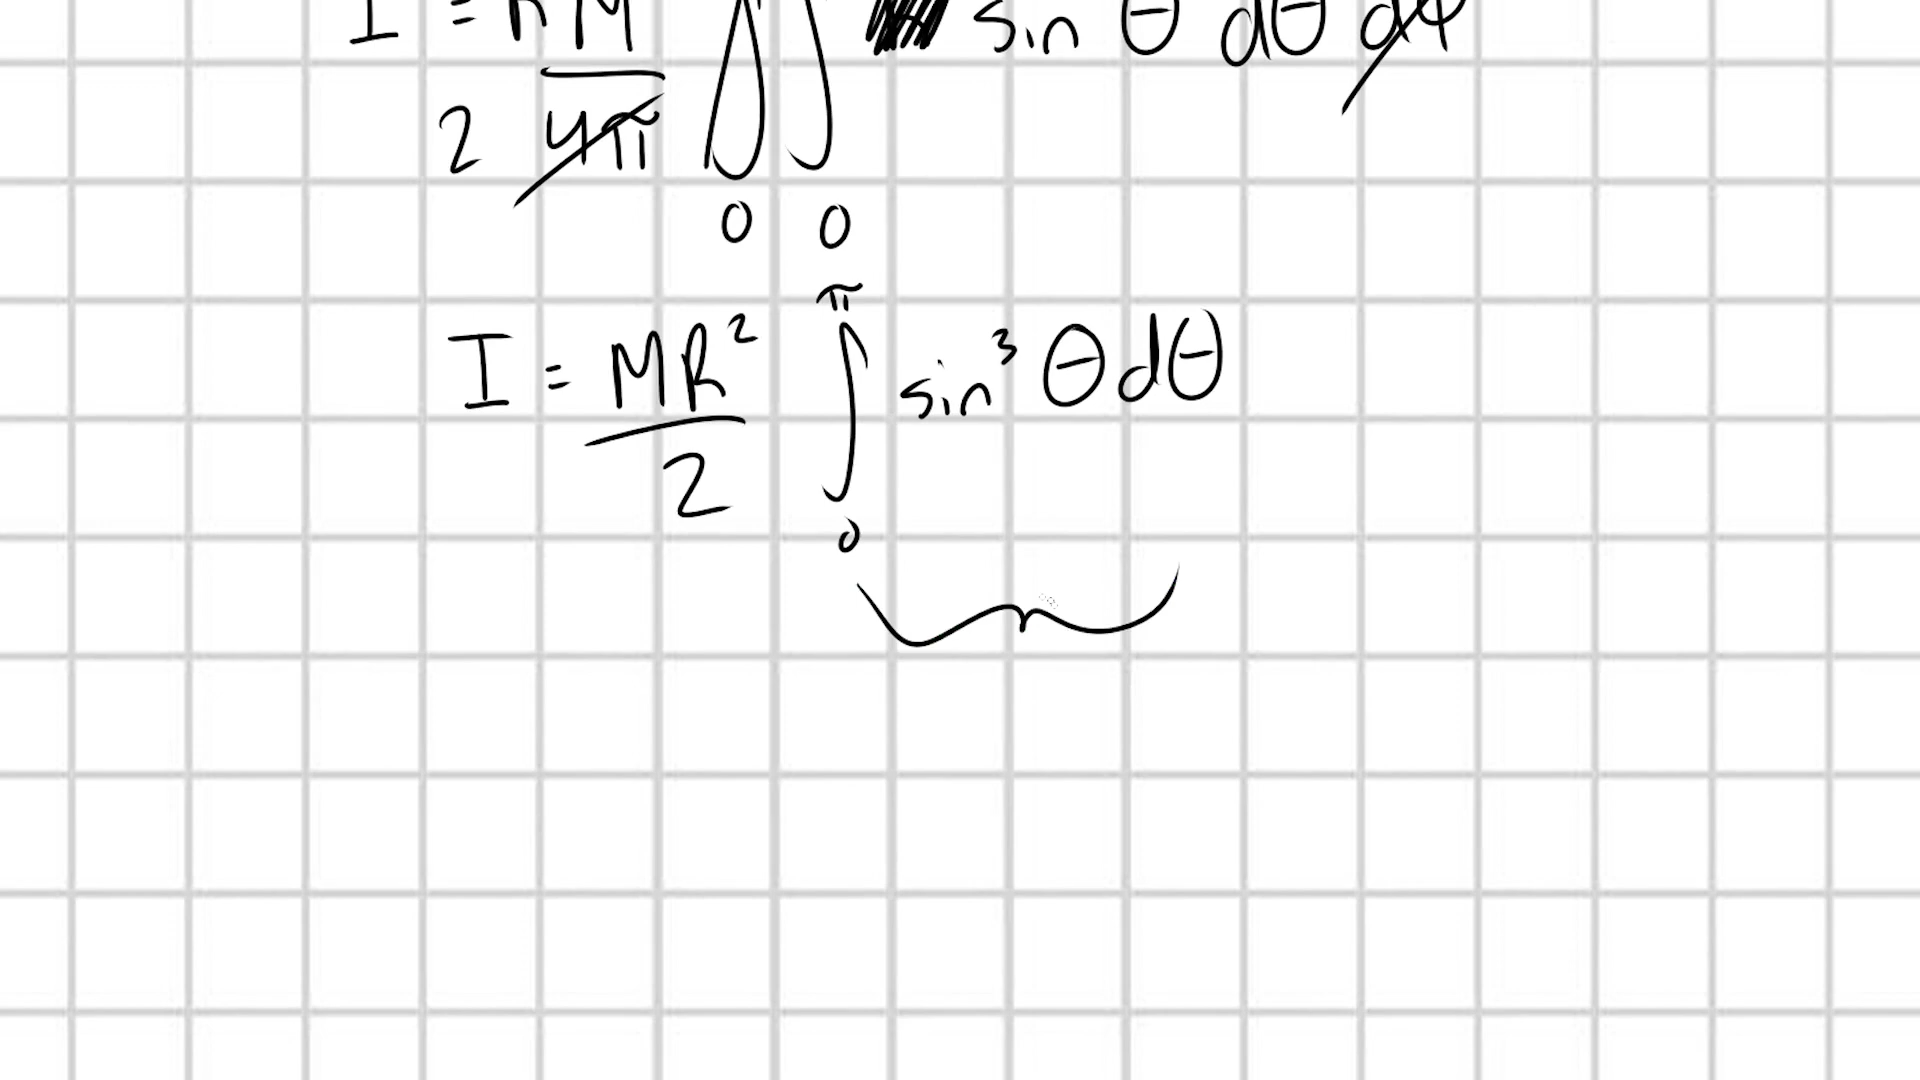 I = M/4π ∫∫ sin θ dθ dφ
2
0 0
I = MR²/2 ∫₀^π sin³ θ dθ